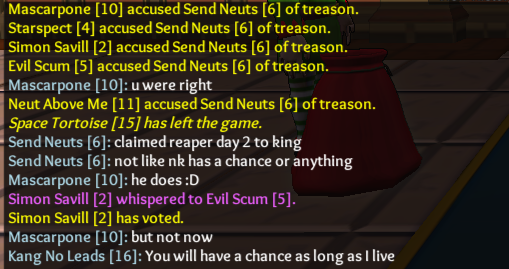 Mascarpone [10] accused Send Neuts [6] of treason.
Starspect [4] accused Send Neuts [6] of treason.
Simon Savill [2] accused Send Neuts [6] of treason.
Evil Scum [5] accused Send Neuts [6] of treason.
Mascarpone [10]: u were right
Neut Above Me [11] accused Send Neuts [6] of treason.
Space Tortoise [15] has left the game.
Send Neuts [6]: claimed reaper day 2 to king
Send Neuts [6]: not like nk has a chance or anything
Mascarpone [10]: he does :D
Simon Savill [2] whispered to Evil Scum [5].
Simon Savill [2] has voted.
Mascarpone [10]: but not now
Kang No Leads [16]: You will have a chance as long as I live